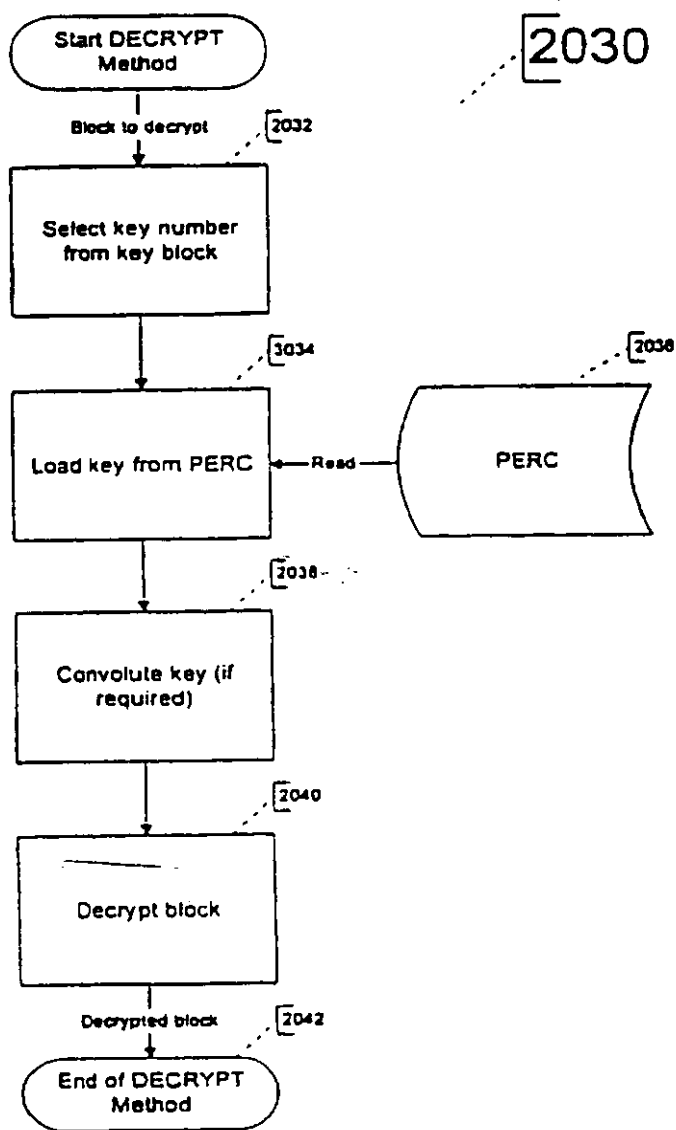 Start DECRYPT
Method
2030
Block to decrypt
2032
Select key number
from key block
3034
2036
Load key from PERC
Read
PERC
2038
Convolute key (if
required)
2040
Decrypt block
Decrypted block
2042
End of DECRYPT
Method